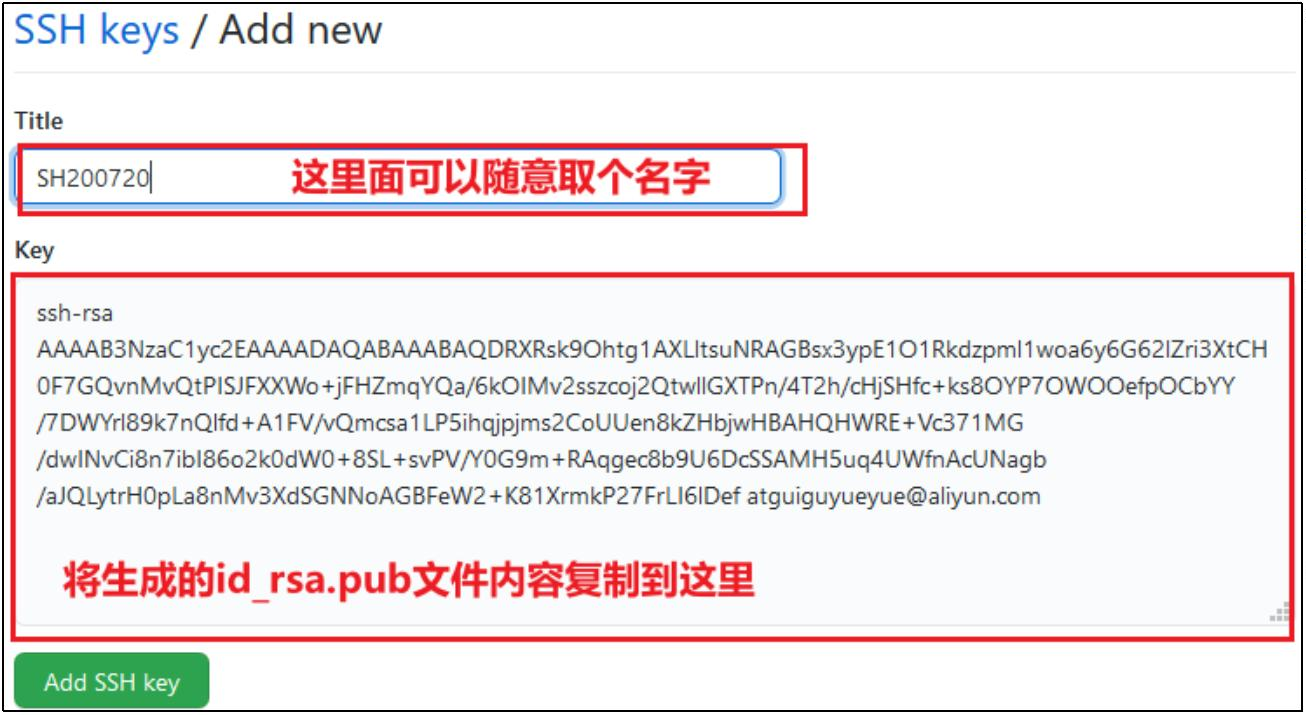 SSH keys / Add new
Title
SH200720
这里面可以随意取个名字
Key
ssh-rsa
AAAAB3NzaC1yc2EAAAADAQABAAABAQDRXRsk9Ohtg1AXLltsuNRAGBsx3ypE1O1Rkdzpml1woa6y6G62lZri3XtCH
0F7GQvnMvQtPISJFXXWo+jFHZmqYQa/6kOIMv2sszcoj2QtwlIGXTPn/4T2h/cHjSHfc+ks8OYP7OWOOefpOCbYY
/7DWYrl89k7nQlfd+A1FV/vQmcsa1LP5ihqjpjms2CoUUen8kZHbjwHBAHQHWRE+Vc371MG
/dwINvCi8n7ibI86o2k0dW0+8SL+svPV/Y0G9m+RAqgec8b9U6DcSSAMH5uq4UWfnAcUNagb
/aJQLytrH0pLa8nMv3XdSGNNoAGBFeW2+K81XrmkP27FrLI6lDef atguiguyueyue@aliyun.com
将生成的id_rsa.pub文件内容复制到这里
Add SSH key